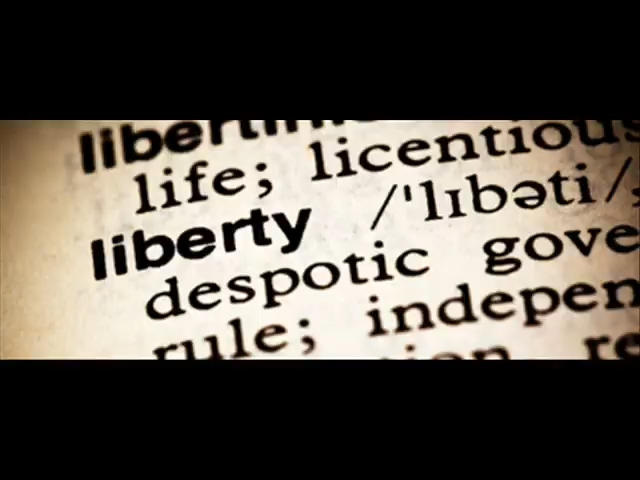 life; licentious
liberty /ˈlɪbəti/;
despotic gove
rule; indepen